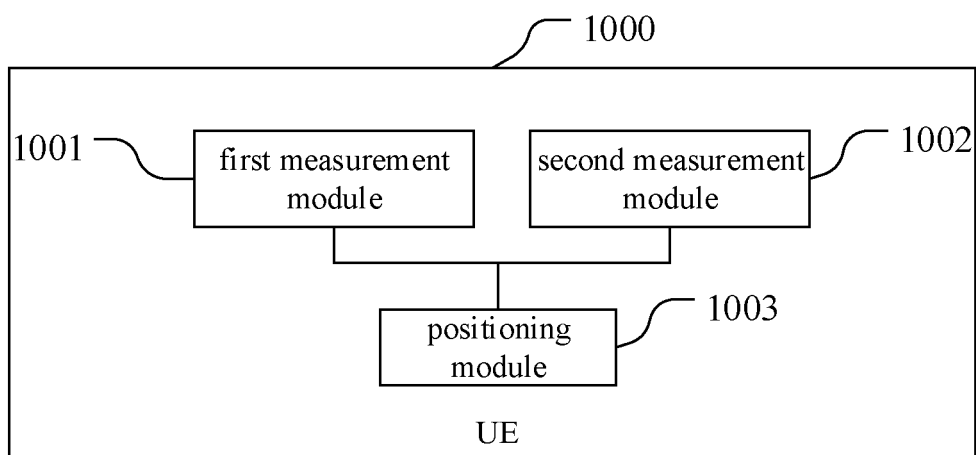 1000
1001
first measurement
module
second measurement
module
1002
positioning
module
1003
UE